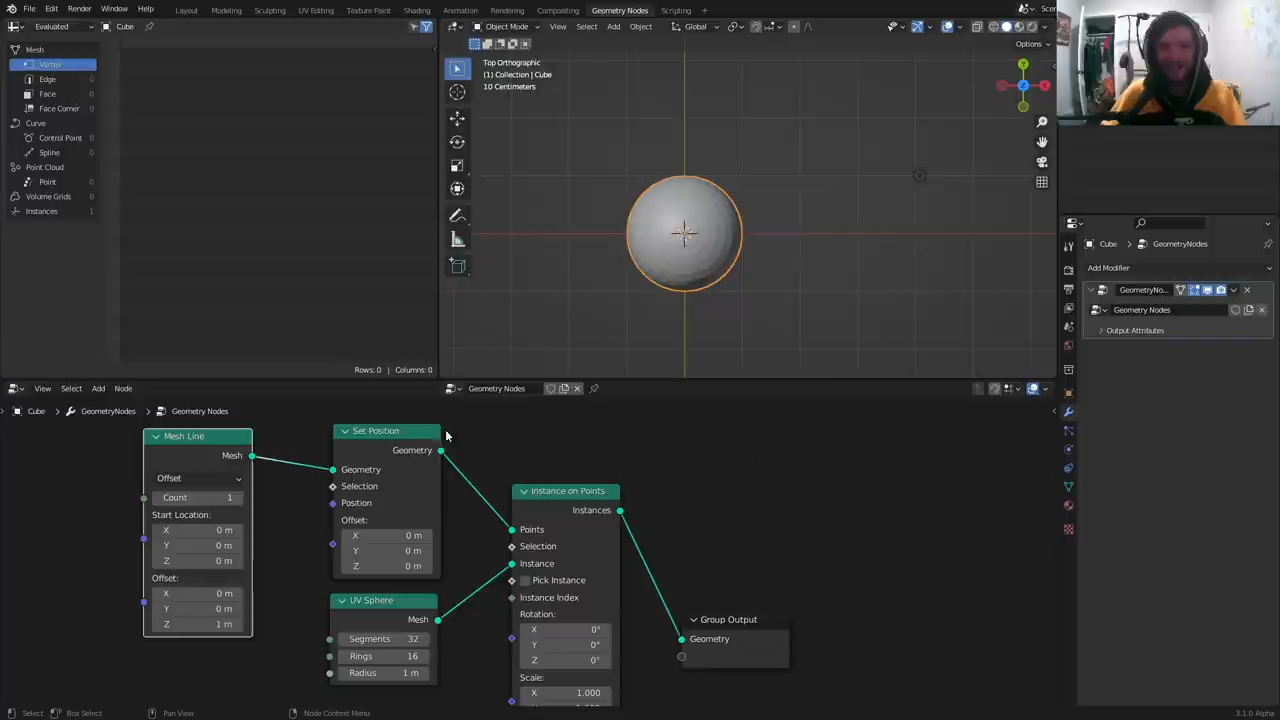 File Edit Render Window Help
Layout Modeling Sculpting UV Editing Texture Paint Shading Animation Rendering Compositing Geometry Nodes Scripting +
Scen
Evaluated
Cube
Mesh
Vertex 0
Edge 0
Face 0
Face Corner 0
Curve
Control Point 0
Spline 0
Point Cloud
Point 0
Volume Grids 0
Instances 1
Rows: 0 | Columns: 0
Object Mode View Select Add Object Global
Options
Top Orthographic
(1) Collection | Cube
10 Centimeters
Y
Z
X
Cube > GeometryNodes
Add Modifier
GeometryNo...
Geometry Nodes
Output Attributes
View Select Add Node
Geometry Nodes
Cube > GeometryNodes > Geometry Nodes
Mesh Line
Mesh
Offset
Count 1
Start Location:
X 0 m
Y 0 m
Z 0 m
Offset:
X 0 m
Y 0 m
Z 1 m
Set Position
Geometry
Geometry
Selection
Position
Offset:
X 0 m
Y 0 m
Z 0 m
UV Sphere
Mesh
Segments 32
Rings 16
Radius 1 m
Instance on Points
Instances
Points
Selection
Instance
Pick Instance
Instance Index
Rotation:
X 0°
Y 0°
Z 0°
Scale:
X 1.000
Group Output
Geometry
Select Box Select Pan View Node Context Menu
3.1.0 Alpha